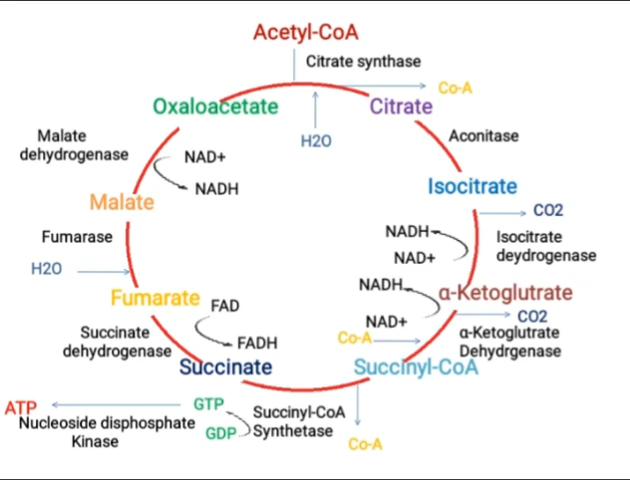 Acetyl-CoA
Citrate synthase
Co-A
Oxaloacetate
Citrate
H2O
Aconitase
Malate
dehydrogenase
NAD+
NADH
Isocitrate
Malate
CO2
NADH
NAD+
Isocitrate
deydrogenase
Fumarase
H2O
Fumarate
NADH
α-Ketoglutrate
FAD
NAD+
CO2
Co-A
α-Ketoglutrate
Dehydrgenase
Succinate
dehydrogenase
FADH
Succinate
Succinyl-CoA
ATP
GTP
GDP
Succinyl-CoA
Synthetase
Nucleoside disphosphate
Kinase
Co-A